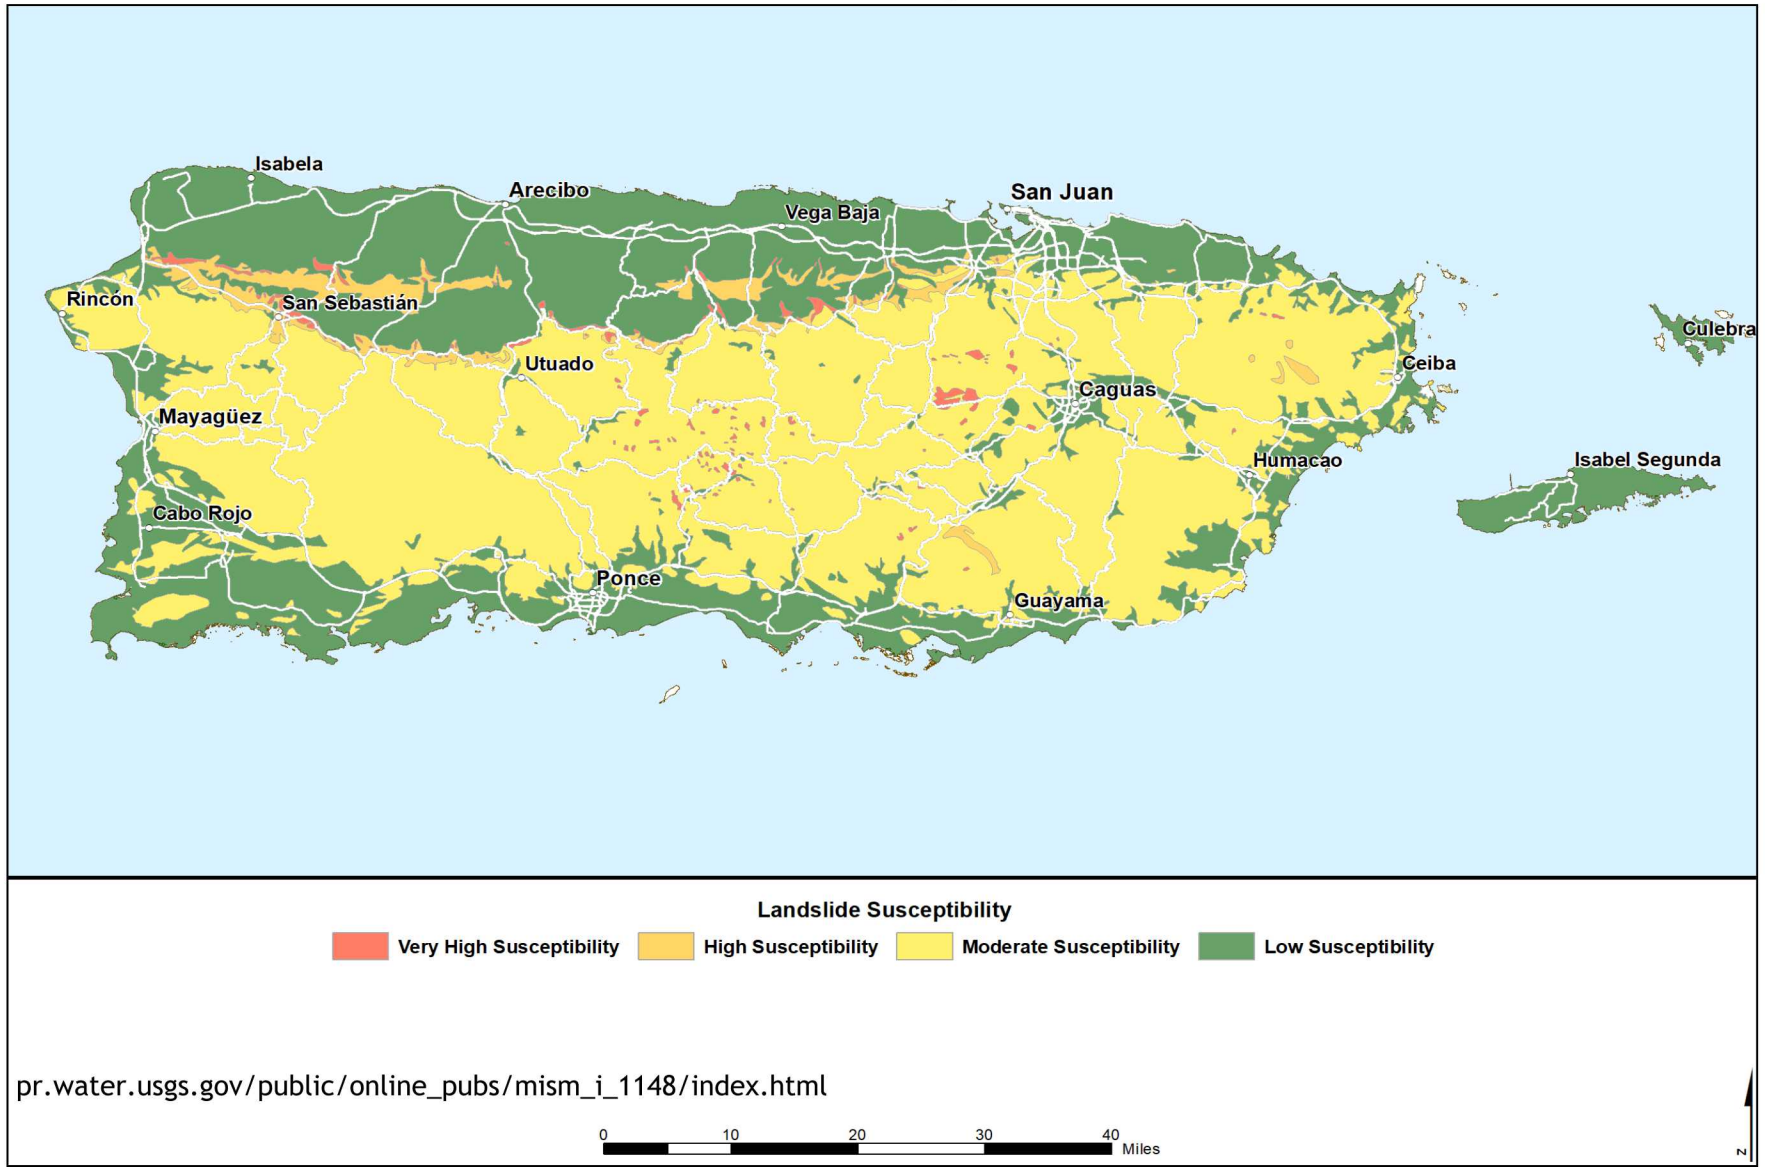 Isabela
Arecibo
San Juan
Vega Baja
Rincón
San Sebastián
Culebra
Utuado
Ceiba
Caguas
Mayagüez
Humacao
Isabel Segunda
Cabo Rojo
Ponce
Guayama
Landslide Susceptibility
Very High Susceptibility
High Susceptibility
Moderate Susceptibility
Low Susceptibility
pr.water.usgs.gov/public/online_pubs/mism_i_1148/index.html
0 10 20 30 40
Miles
N